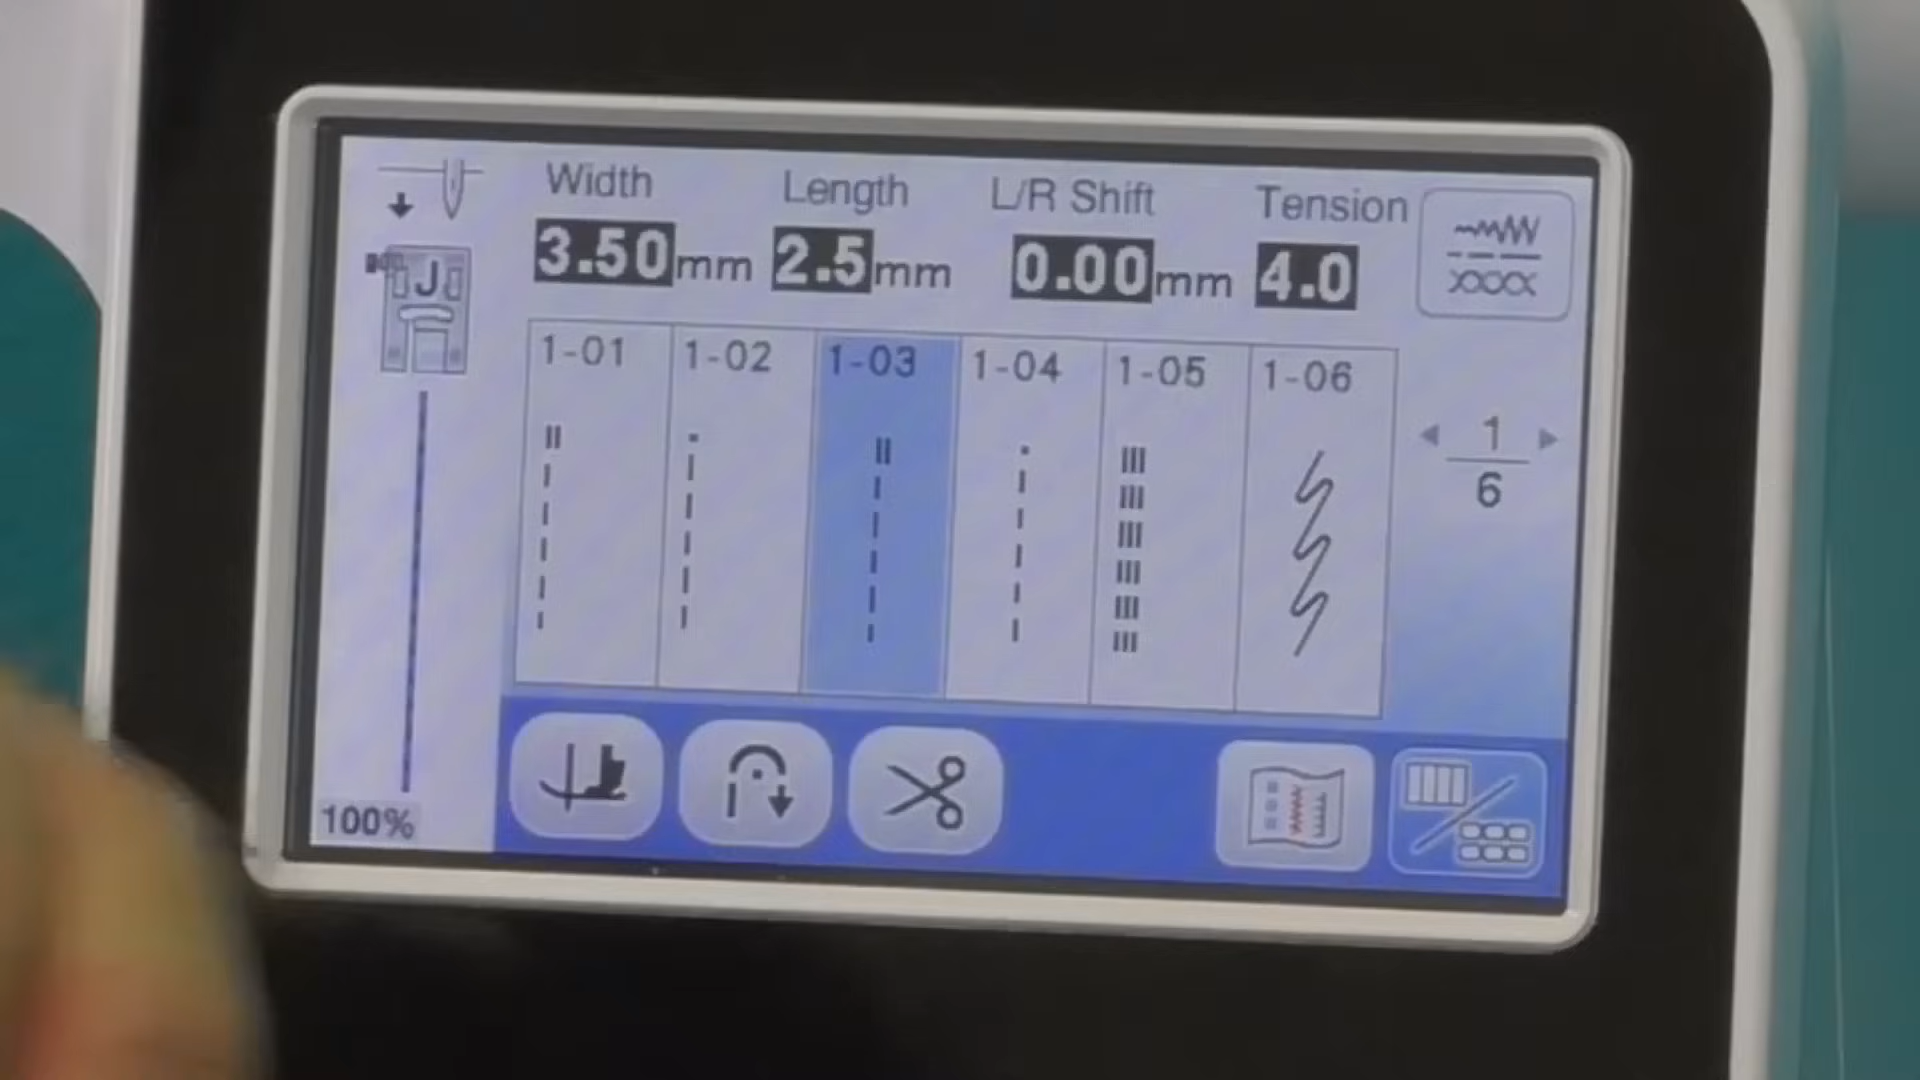 Width Length L/R Shift Tension
3.50mm 2.5mm 0.00mm 4.0
J
1-01 1-02 1-03 1-04 1-05 1-06
1
6
100%